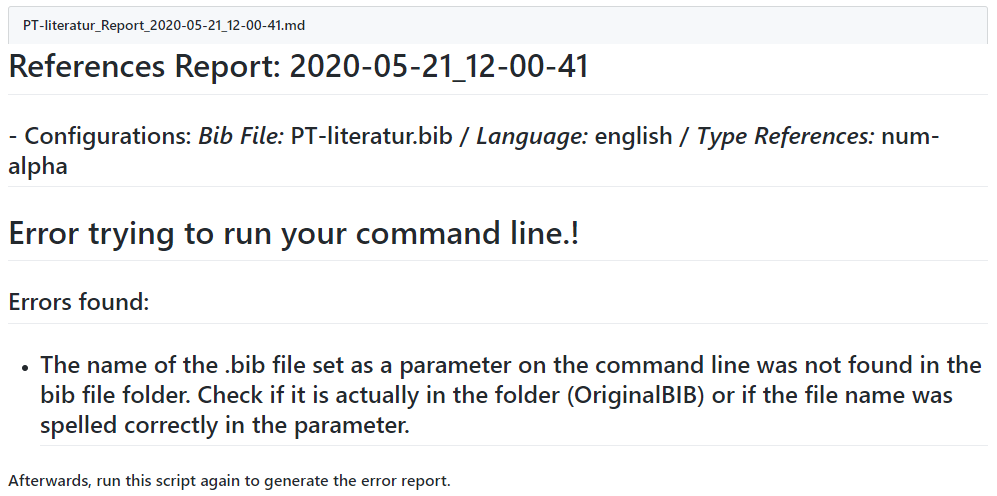 PT-literatur_Report_2020-05-21_12-00-41.md
References Report: 2020-05-21_12-00-41
- Configurations: Bib File: PT-literatur.bib / Language: english / Type References: num-
alpha
Error trying to run your command line.!
Errors found:
• The name of the .bib file set as a parameter on the command line was not found in the
bib file folder. Check if it is actually in the folder (OriginalBIB) or if the file name was
spelled correctly in the parameter.
Afterwards, run this script again to generate the error report.